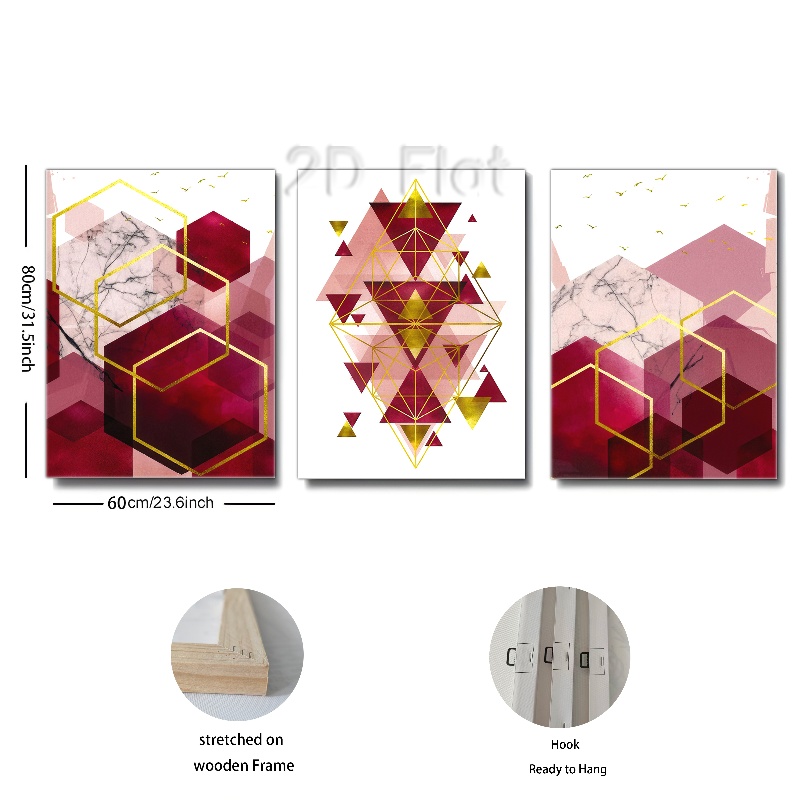 2D Flat
80cm/31.5inch
60cm/23.6inch
stretched on
wooden Frame
Hook
Ready to Hang